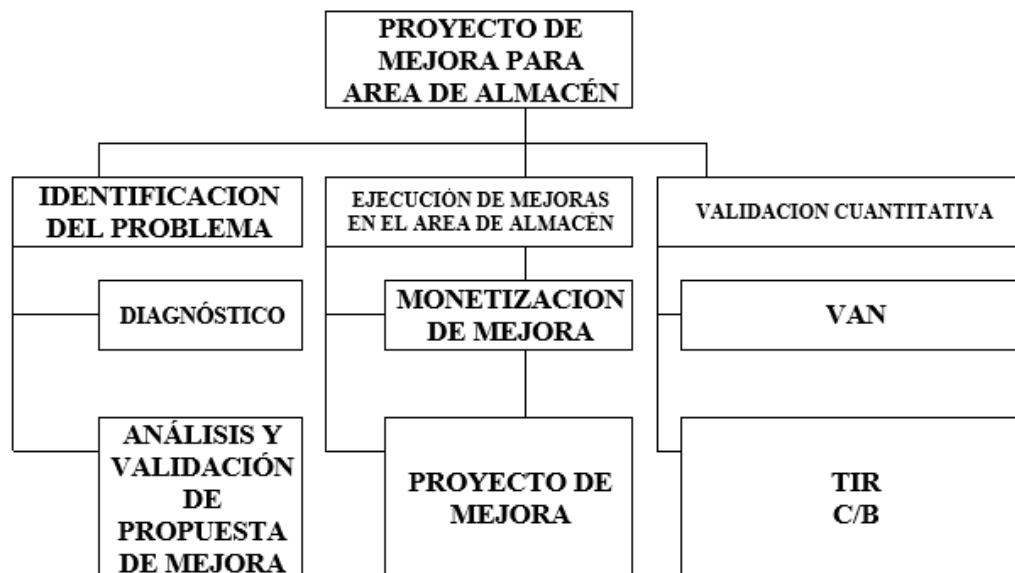 PROYECTO DE
MEJORA PARA
AREA DE ALMACÉN
IDENTIFICACION
DEL PROBLEMA
EJECUCIÓN DE MEJORAS
EN EL AREA DE ALMACÉN
VALIDACION CUANTITATIVA
DIAGNÓSTICO
MONETIZACION
DE MEJORA
VAN
ANÁLISIS Y
VALIDACIÓN
DE
PROPUESTA
DE MEJORA
PROYECTO DE
MEJORA
TIR
C/B